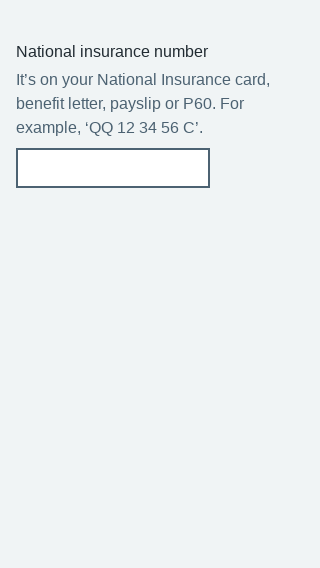 National insurance number
It’s on your National Insurance card,
benefit letter, payslip or P60. For
example, ‘QQ 12 34 56 C’.